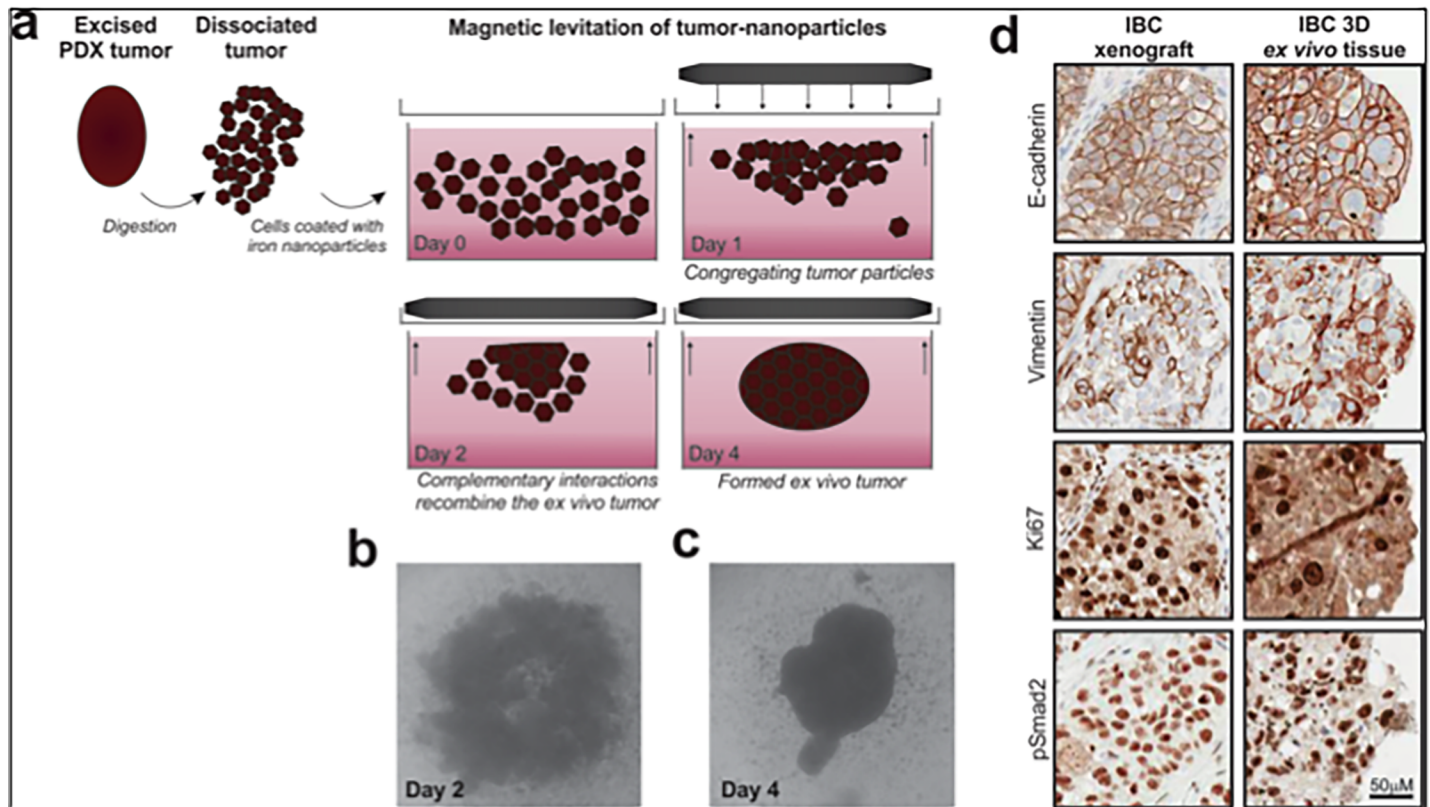 a
Excised
PDX tumor
Dissociated
tumor
Magnetic levitation of tumor-nanoparticles
Digestion
Cells coated with
iron nanoparticles
Day 0
Day 1
Congregating tumor particles
Day 2
Complementary interactions
recombine the ex vivo tumor
Day 4
Formed ex vivo tumor
b
Day 2
c
Day 4
d
IBC
xenograft
IBC 3D
ex vivo tissue
E-cadherin
Vimentin
Ki67
pSmad2
50μM